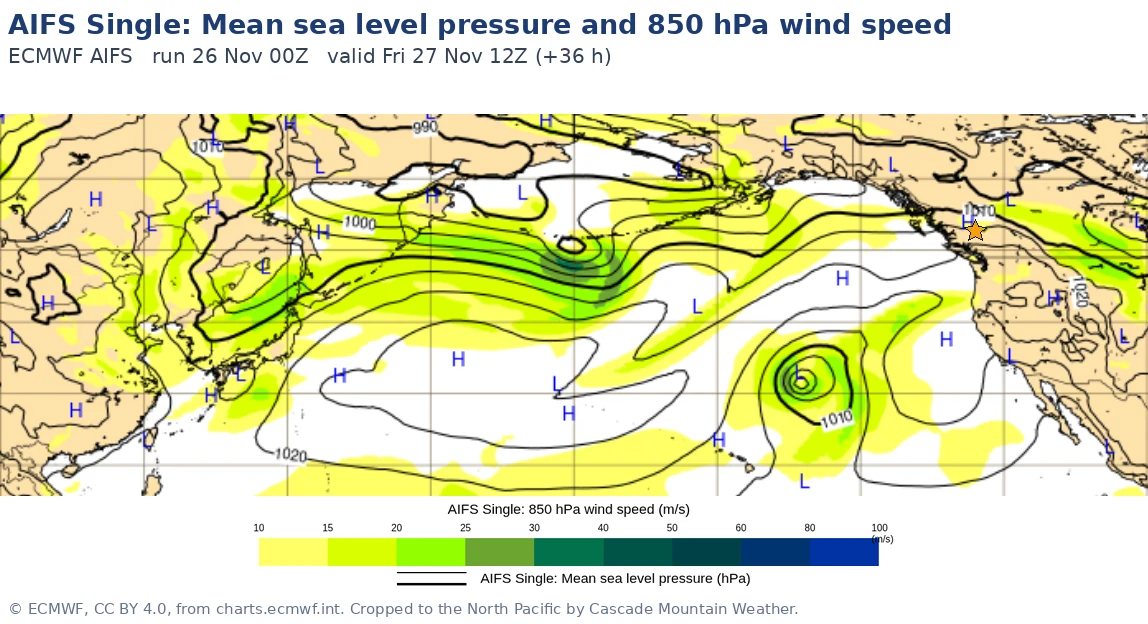 AIFS Single: Mean sea level pressure and 850 hPa wind speed
ECMWF AIFS run 26 Nov 00Z valid Fri 27 Nov 12Z (+36 h)
H L H L H
990
1010
L L L L
H H L H
1000
H L H H L
1010
H L
L H H
1020
L H L H
L H
H H L L L
H L H H
1010
L H L
1020
L
AIFS Single: 850 hPa wind speed (m/s)
10 15 20 25 30 40 50 60 80 100
(m/s)
AIFS Single: Mean sea level pressure (hPa)
© ECMWF, CC BY 4.0, from charts.ecmwf.int. Cropped to the North Pacific by Cascade Mountain Weather.